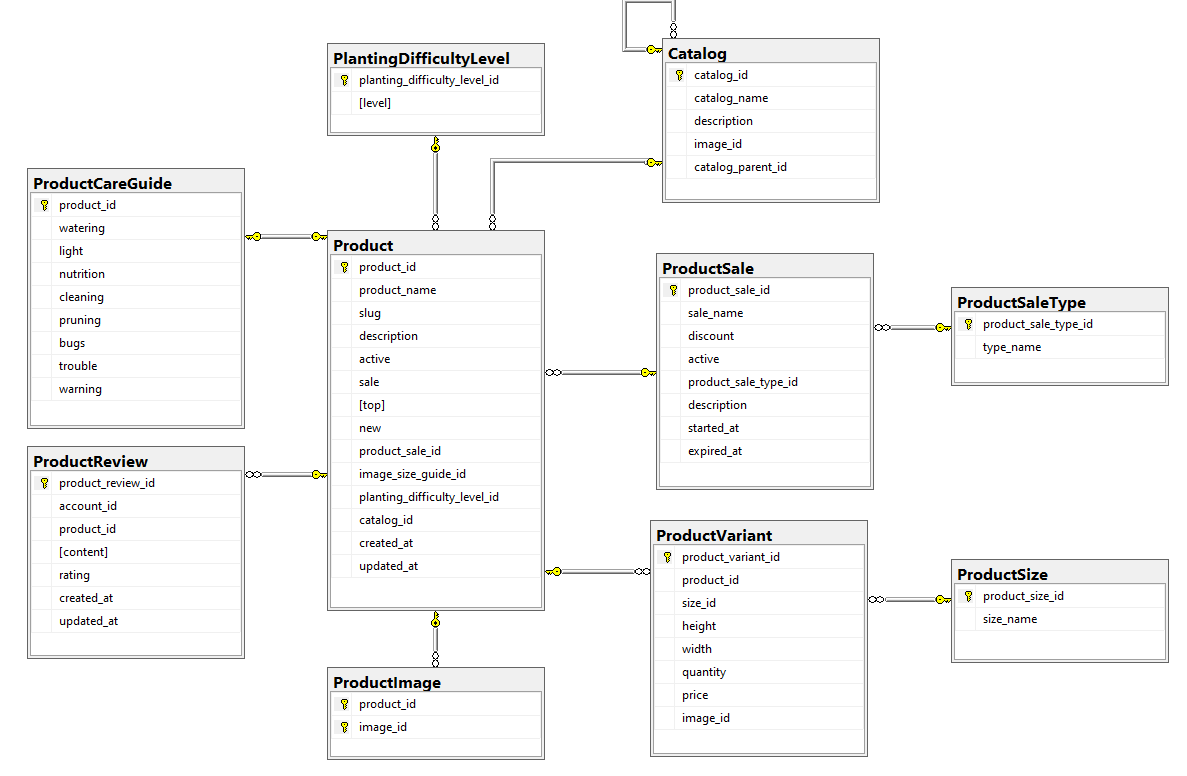 PlantingDifficultyLevel
planting_difficulty_level_id
[level]
Catalog
catalog_id
catalog_name
description
image_id
catalog_parent_id
ProductCareGuide
product_id
watering
light
nutrition
cleaning
pruning
bugs
trouble
warning
Product
product_id
product_name
slug
description
active
sale
[top]
new
product_sale_id
image_size_guide_id
planting_difficulty_level_id
catalog_id
created_at
updated_at
ProductSale
product_sale_id
sale_name
discount
active
product_sale_type_id
description
started_at
expired_at
ProductSaleType
product_sale_type_id
type_name
ProductReview
product_review_id
account_id
product_id
[content]
rating
created_at
updated_at
ProductVariant
product_variant_id
product_id
size_id
height
width
quantity
price
image_id
ProductSize
product_size_id
size_name
ProductImage
product_id
image_id